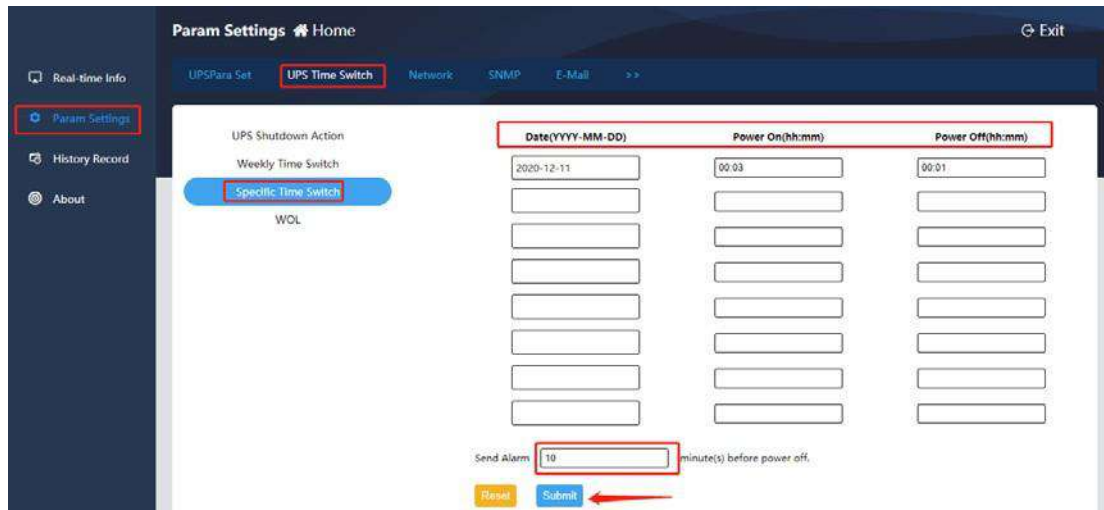 Param Settings Home
Exit
Real-time Info
Param Settings
History Record
About
UPSPara Set UPS Time Switch Network SNMP E-Mail >>
UPS Shutdown Action
Weekly Time Switch
Specific Time Switch
WOL
Date(YYYY-MM-DD) Power On(hh:mm) Power Off(hh:mm)
2020-12-11 00:03 00:01
Send Alarm 10 minute(s) before power off.
Reset Submit